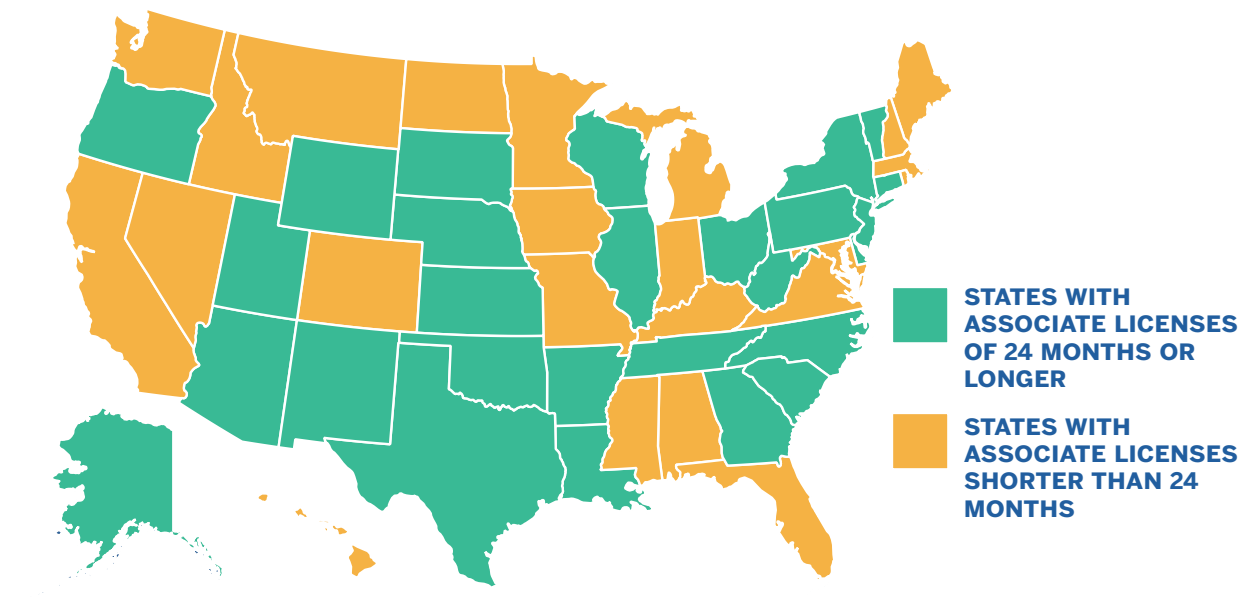 STATES WITH
ASSOCIATE LICENSES
OF 24 MONTHS OR
LONGER
STATES WITH
ASSOCIATE LICENSES
SHORTER THAN 24
MONTHS